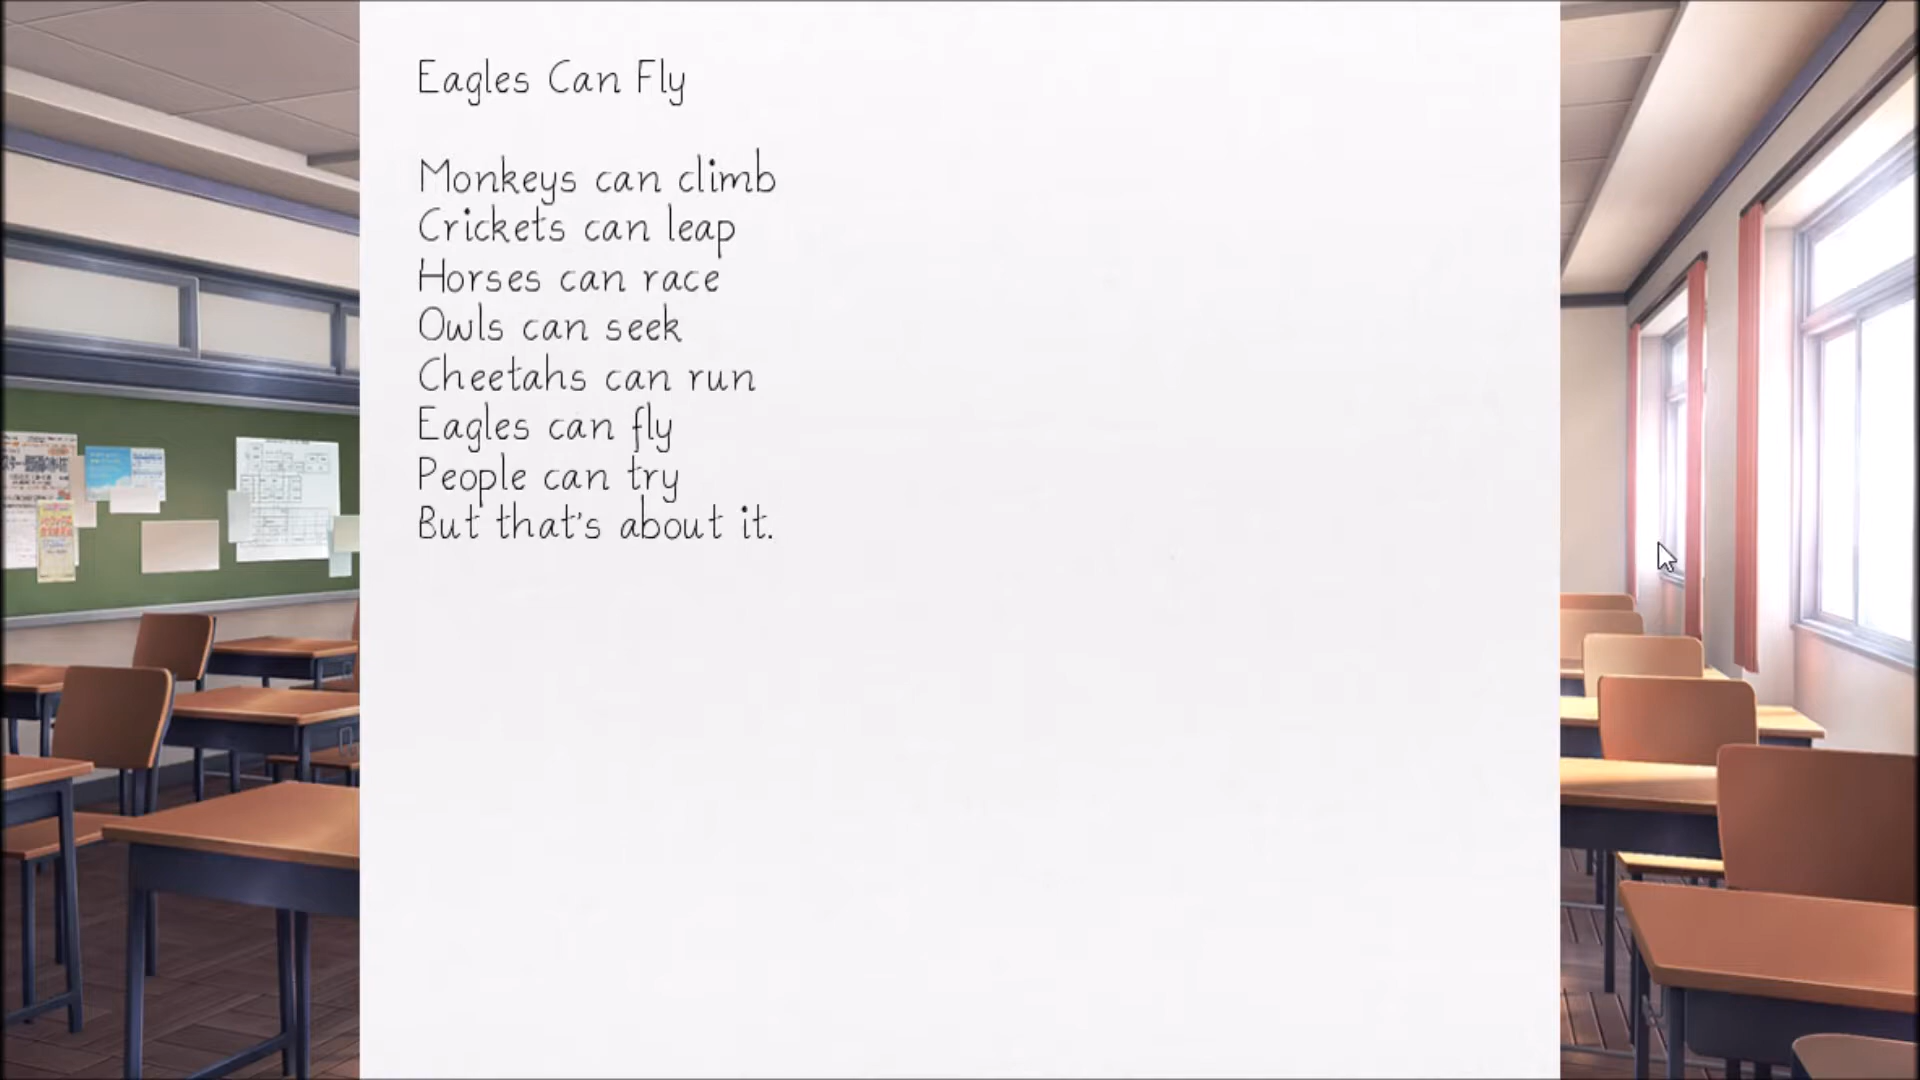 Eagles Can Fly
Monkeys can climb
Crickets can leap
Horses can race
Owls can seek
Cheetahs can run
Eagles can fly
People can try
But that's about it.